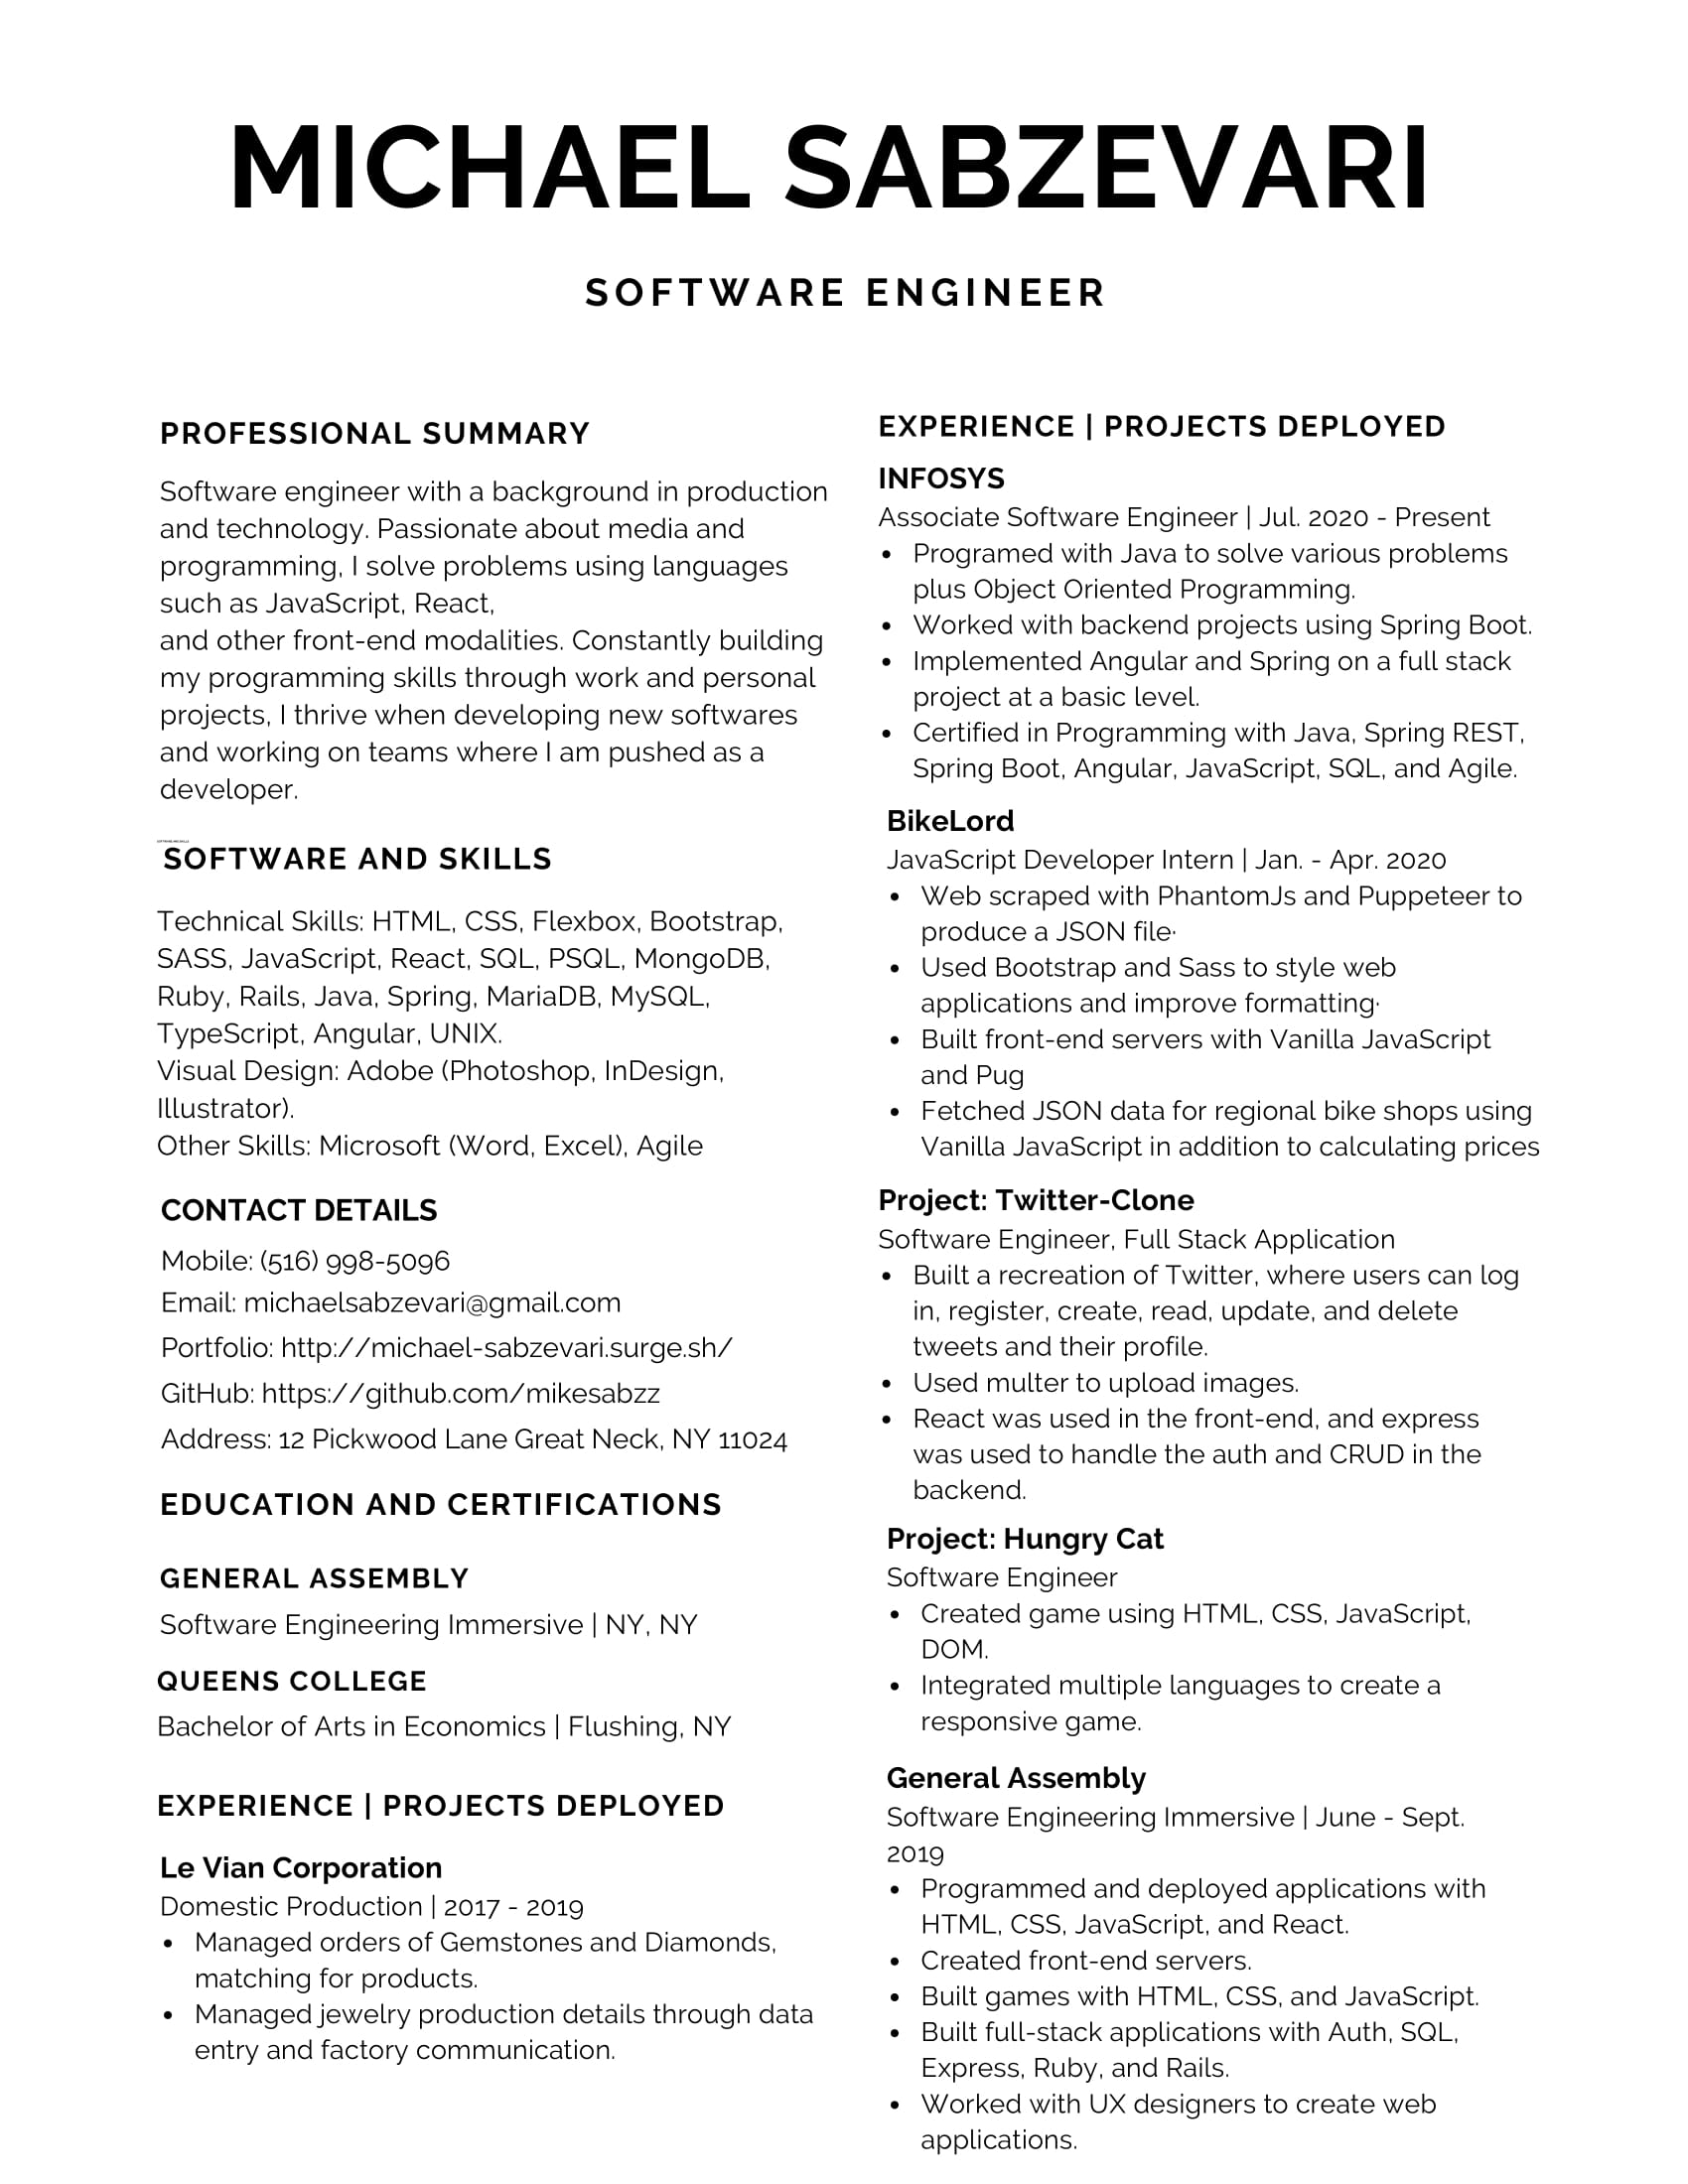 MICHAEL SABZEVARI
SOFTWARE ENGINEER
PROFESSIONAL SUMMARY
Software engineer with a background in production
and technology. Passionate about media and
programming, I solve problems using languages
such as JavaScript, React,
and other front-end modalities. Constantly building
my programming skills through work and personal
projects, I thrive when developing new softwares
and working on teams where I am pushed as a
developer.
SOFTWARE AND SKILLS
Technical Skills: HTML, CSS, Flexbox, Bootstrap,
SASS, JavaScript, React, SQL, PSQL, MongoDB,
Ruby, Rails, Java, Spring, MariaDB, MySQL,
TypeScript, Angular, UNIX.
Visual Design: Adobe (Photoshop, InDesign,
Illustrator).
Other Skills: Microsoft (Word, Excel), Agile
CONTACT DETAILS
Mobile: (516) 998-5096
Email: michaelsabzevari@gmail.com
Portfolio: http://michael-sabzevari.surge.sh/
GitHub: https://github.com/mikesabzz
Address: 12 Pickwood Lane Great Neck, NY 11024
EDUCATION AND CERTIFICATIONS
GENERAL ASSEMBLY
Software Engineering Immersive | NY, NY
QUEENS COLLEGE
Bachelor of Arts in Economics | Flushing, NY
EXPERIENCE | PROJECTS DEPLOYED
Le Vian Corporation
Domestic Production | 2017 - 2019
• Managed orders of Gemstones and Diamonds,
matching for products.
• Managed jewelry production details through data
entry and factory communication.
EXPERIENCE | PROJECTS DEPLOYED
INFOSYS
Associate Software Engineer | Jul. 2020 - Present
• Programed with Java to solve various problems
plus Object Oriented Programming.
• Worked with backend projects using Spring Boot.
• Implemented Angular and Spring on a full stack
project at a basic level.
• Certified in Programming with Java, Spring REST,
Spring Boot, Angular, JavaScript, SQL, and Agile.
BikeLord
JavaScript Developer Intern | Jan. - Apr. 2020
• Web scraped with PhantomJs and Puppeteer to
produce a JSON file·
• Used Bootstrap and Sass to style web
applications and improve formatting·
• Built front-end servers with Vanilla JavaScript
and Pug
• Fetched JSON data for regional bike shops using
Vanilla JavaScript in addition to calculating prices
Project: Twitter-Clone
Software Engineer, Full Stack Application
• Built a recreation of Twitter, where users can log
in, register, create, read, update, and delete
tweets and their profile.
• Used multer to upload images.
• React was used in the front-end, and express
was used to handle the auth and CRUD in the
backend.
Project: Hungry Cat
Software Engineer
• Created game using HTML, CSS, JavaScript,
DOM.
• Integrated multiple languages to create a
responsive game.
General Assembly
Software Engineering Immersive | June - Sept.
2019
• Programmed and deployed applications with
HTML, CSS, JavaScript, and React.
• Created front-end servers.
• Built games with HTML, CSS, and JavaScript.
• Built full-stack applications with Auth, SQL,
Express, Ruby, and Rails.
• Worked with UX designers to create web
applications.